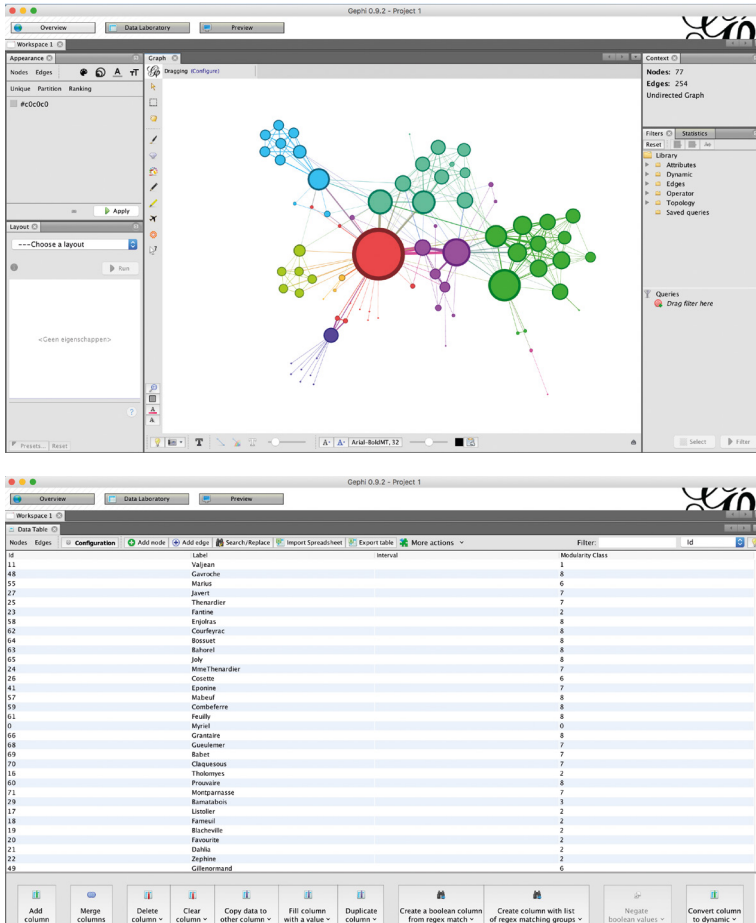 Gephi 0.9.2 - Project 1
Overview Data Laboratory Preview
Workspace 1
Appearance Graph Context
Nodes Edges Dragging (Configure) Nodes: 77
Edges: 254
Unique Partition Ranking Undirected Graph
#c0c0c0
Filters Statistics
Reset
Library
Attributes
Dynamic
Edges
Operator
Topology
Saved queries
Apply
Layout
---Choose a layout
Run
Queries
Drag filter here
<Geen eigenschappen>
Presets... Reset
T A- A- Arial-BoldMT, 32
Select Filter
Gephi 0.9.2 - Project 1
Overview Data Laboratory Preview
Workspace 1
Data Table
Nodes Edges Configuration Add node Add edge Search/Replace Import Spreadsheet Export table More actions Filter: Id
Id Label Interval Modularity Class
11 Valjean 1
48 Gavroche 8
55 Marius 6
27 Javert 7
25 Thenardier 7
23 Fantine 2
58 Enjolras 8
62 Courfeyrac 8
64 Bossuet 8
63 Bahorel 8
65 Joly 8
24 MmeThenardier 7
26 Cosette 6
41 Eponine 7
57 Mabeuf 8
59 Combeferre 8
61 Feuilly 8
0 Myriel 0
66 Grantaire 8
68 Gueulemer 7
69 Babet 7
70 Claquesous 7
16 Tholomyes 2
60 Prouvaire 8
71 Montparnasse 7
29 Bamatabois 3
17 Listolier 2
18 Fameuil 2
19 Blacheville 2
20 Favourite 2
21 Dahlia 2
22 Zephine 2
49 Gillenormand 6
Add column Merge columns Delete column Clear column Copy data to other column Fill column with a value Duplicate column Create a boolean column from regex match Create column with list of regex matching groups Negate boolean values Convert column to dynamic